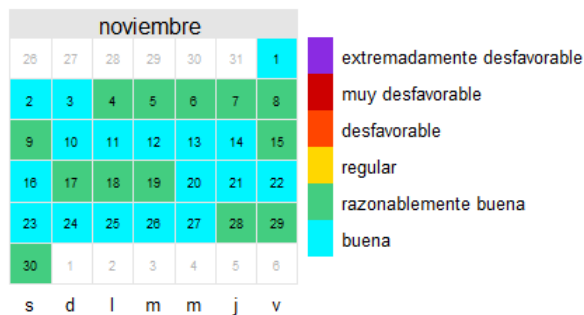 noviembre
26 27 28 29 30 31 1
2 3 4 5 6 7 8
9 10 11 12 13 14 15
16 17 18 19 20 21 22
23 24 25 26 27 28 29
30 1 2 3 4 5 6
s d l m m j v
extremadamente desfavorable
muy desfavorable
desfavorable
regular
razonablemente buena
buena